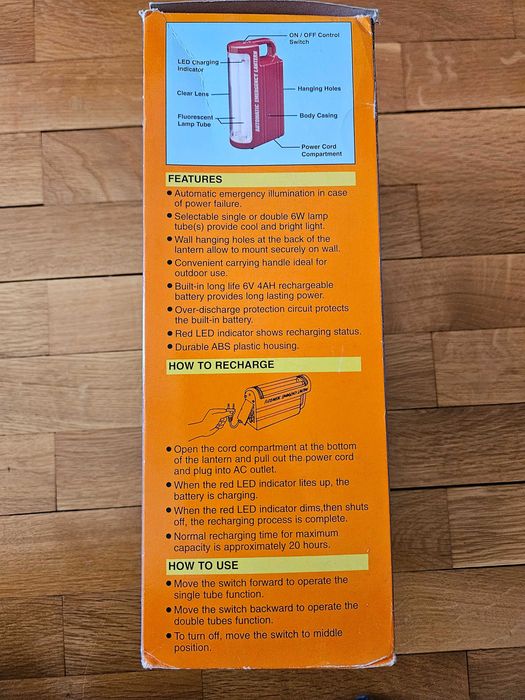 ON / OFF Control
Switch
LED Charging
Indicator
Clear Lens
Hanging Holes
Fluorescent
Lamp Tube
Body Casing
Power Cord
Compartment
AUTOMATIC EMERGENCY LANTERN
FEATURES
● Automatic emergency illumination in case
of power failure.
● Selectable single or double 6W lamp
tube(s) provide cool and bright light.
● Wall hanging holes at the back of the
lantern allow to mount securely on wall.
● Convenient carrying handle ideal for
outdoor use.
● Built-in long life 6V 4AH rechargeable
battery provides long lasting power.
● Over-discharge protection circuit protects
the built-in battery.
● Red LED indicator shows recharging status.
● Durable ABS plastic housing.
HOW TO RECHARGE
● Open the cord compartment at the bottom
of the lantern and pull out the power cord
and plug into AC outlet.
● When the red LED indicator lites up, the
battery is charging.
● When the red LED indicator dims,then shuts
off, the recharging process is complete.
● Normal recharging time for maximum
capacity is approximately 20 hours.
HOW TO USE
● Move the switch forward to operate the
single tube function.
● Move the switch backward to operate the
double tubes function.
● To turn off, move the switch to middle
position.